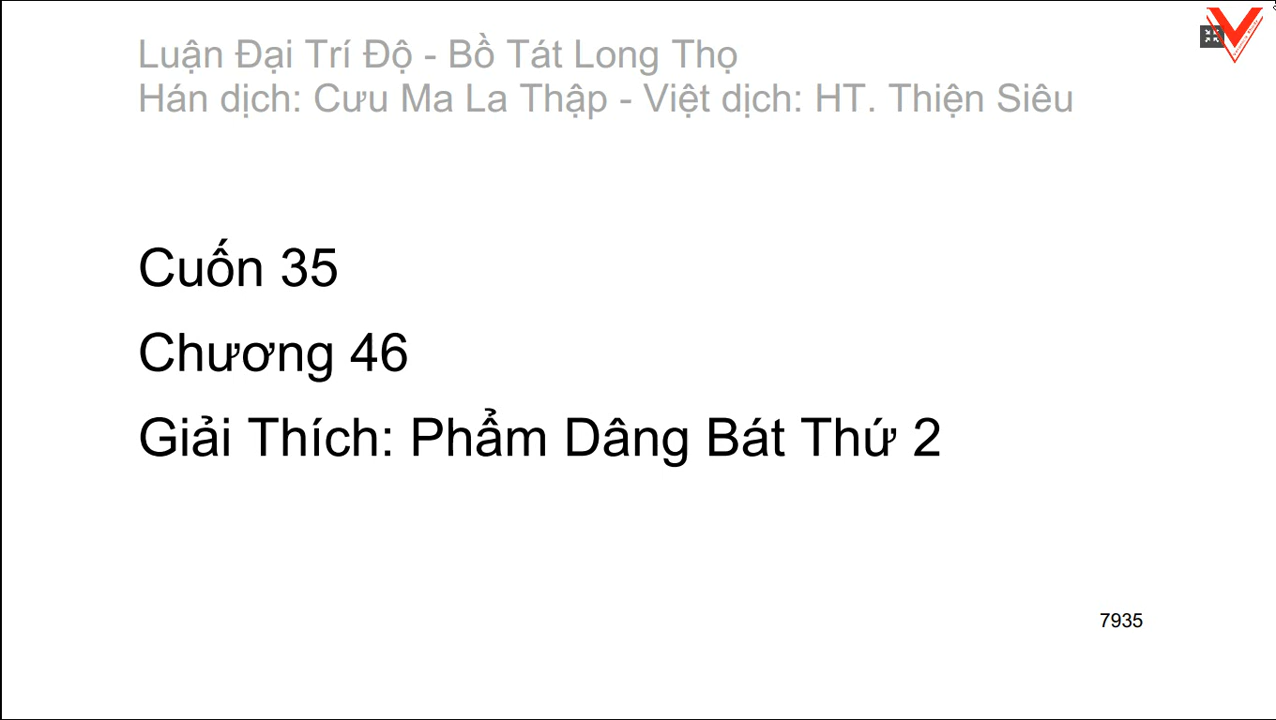 Luận Đại Trí Độ - Bồ Tát Long Thọ
Hán dịch: Cưu Ma La Thập - Việt dịch: HT. Thiện Siêu
Cuốn 35
Chương 46
Giải Thích: Phẩm Dâng Bát Thứ 2
7935